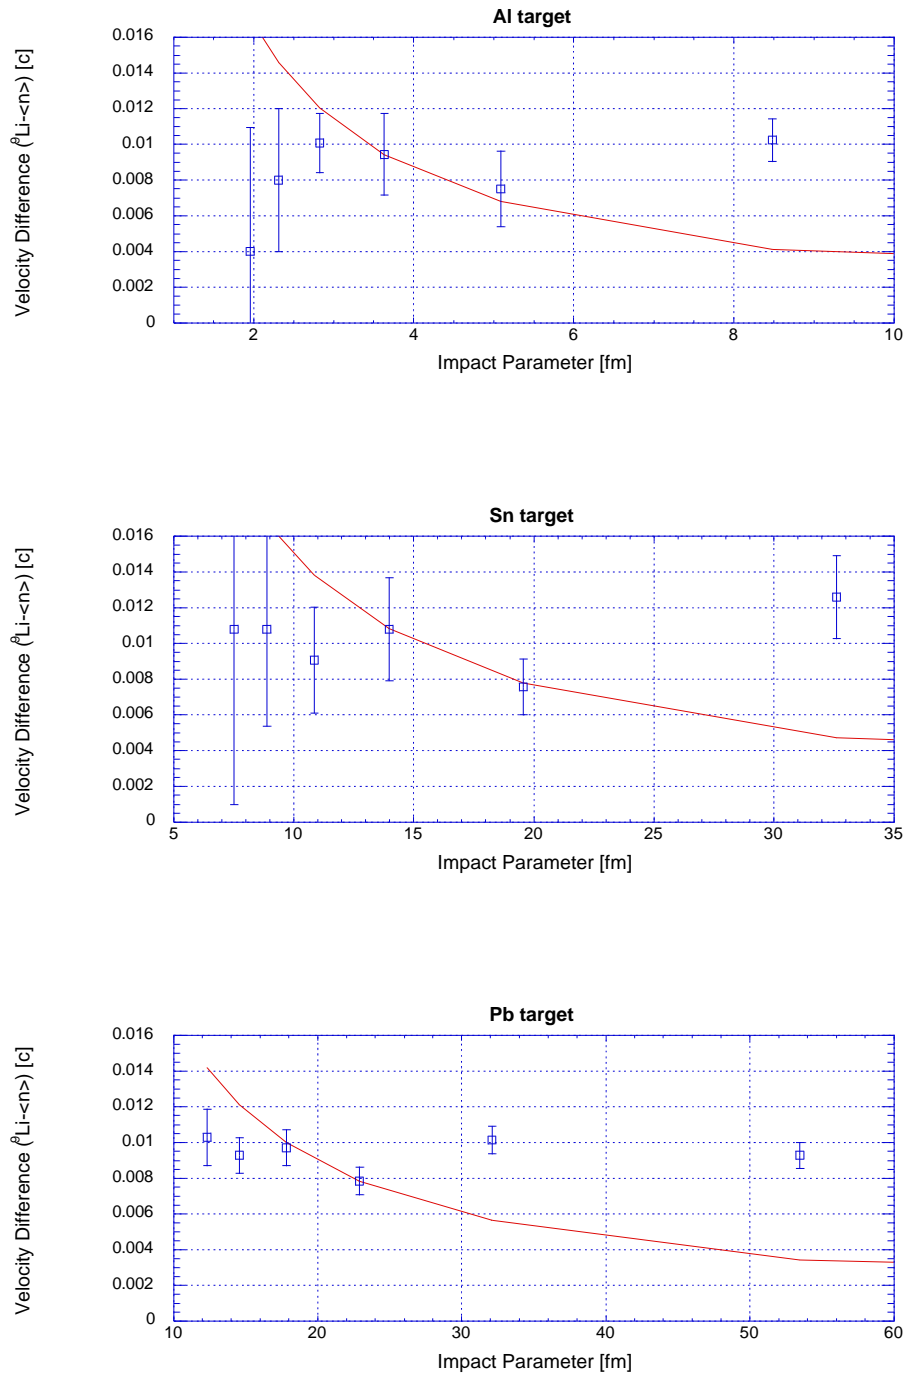 Al target
Velocity Difference (⁹Li-<n>) [c]
0.016
0.014
0.012
0.01
0.008
0.006
0.004
0.002
0
2 4 6 8 10
Impact Parameter [fm]
Sn target
Velocity Difference (⁹Li-<n>) [c]
0.016
0.014
0.012
0.01
0.008
0.006
0.004
0.002
0
5 10 15 20 25 30 35
Impact Parameter [fm]
Pb target
Velocity Difference (⁹Li-<n>) [c]
0.016
0.014
0.012
0.01
0.008
0.006
0.004
0.002
0
10 20 30 40 50 60
Impact Parameter [fm]